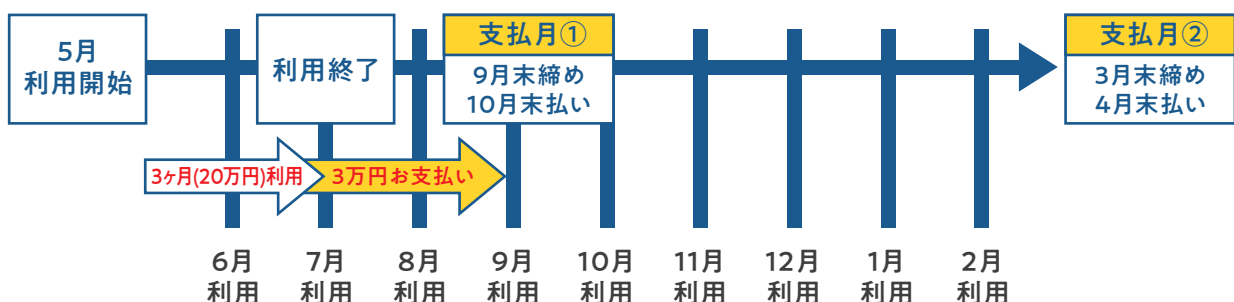 5月
利用開始
利用終了
支払月①
9月末締め
10月末払い
支払月②
3月末締め
4月末払い
3ヶ月(20万円)利用
3万円お支払い
6月
利用
7月
利用
8月
利用
9月
利用
10月
利用
11月
利用
12月
利用
1月
利用
2月
利用